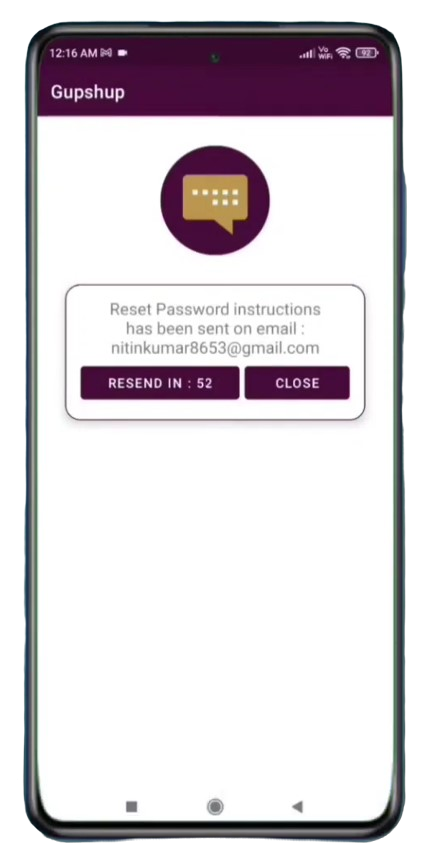 12:16 AM
Vo
WiFi
92
Gupshup
Reset Password instructions
has been sent on email :
nitinkumar8653@gmail.com
RESEND IN : 52
CLOSE